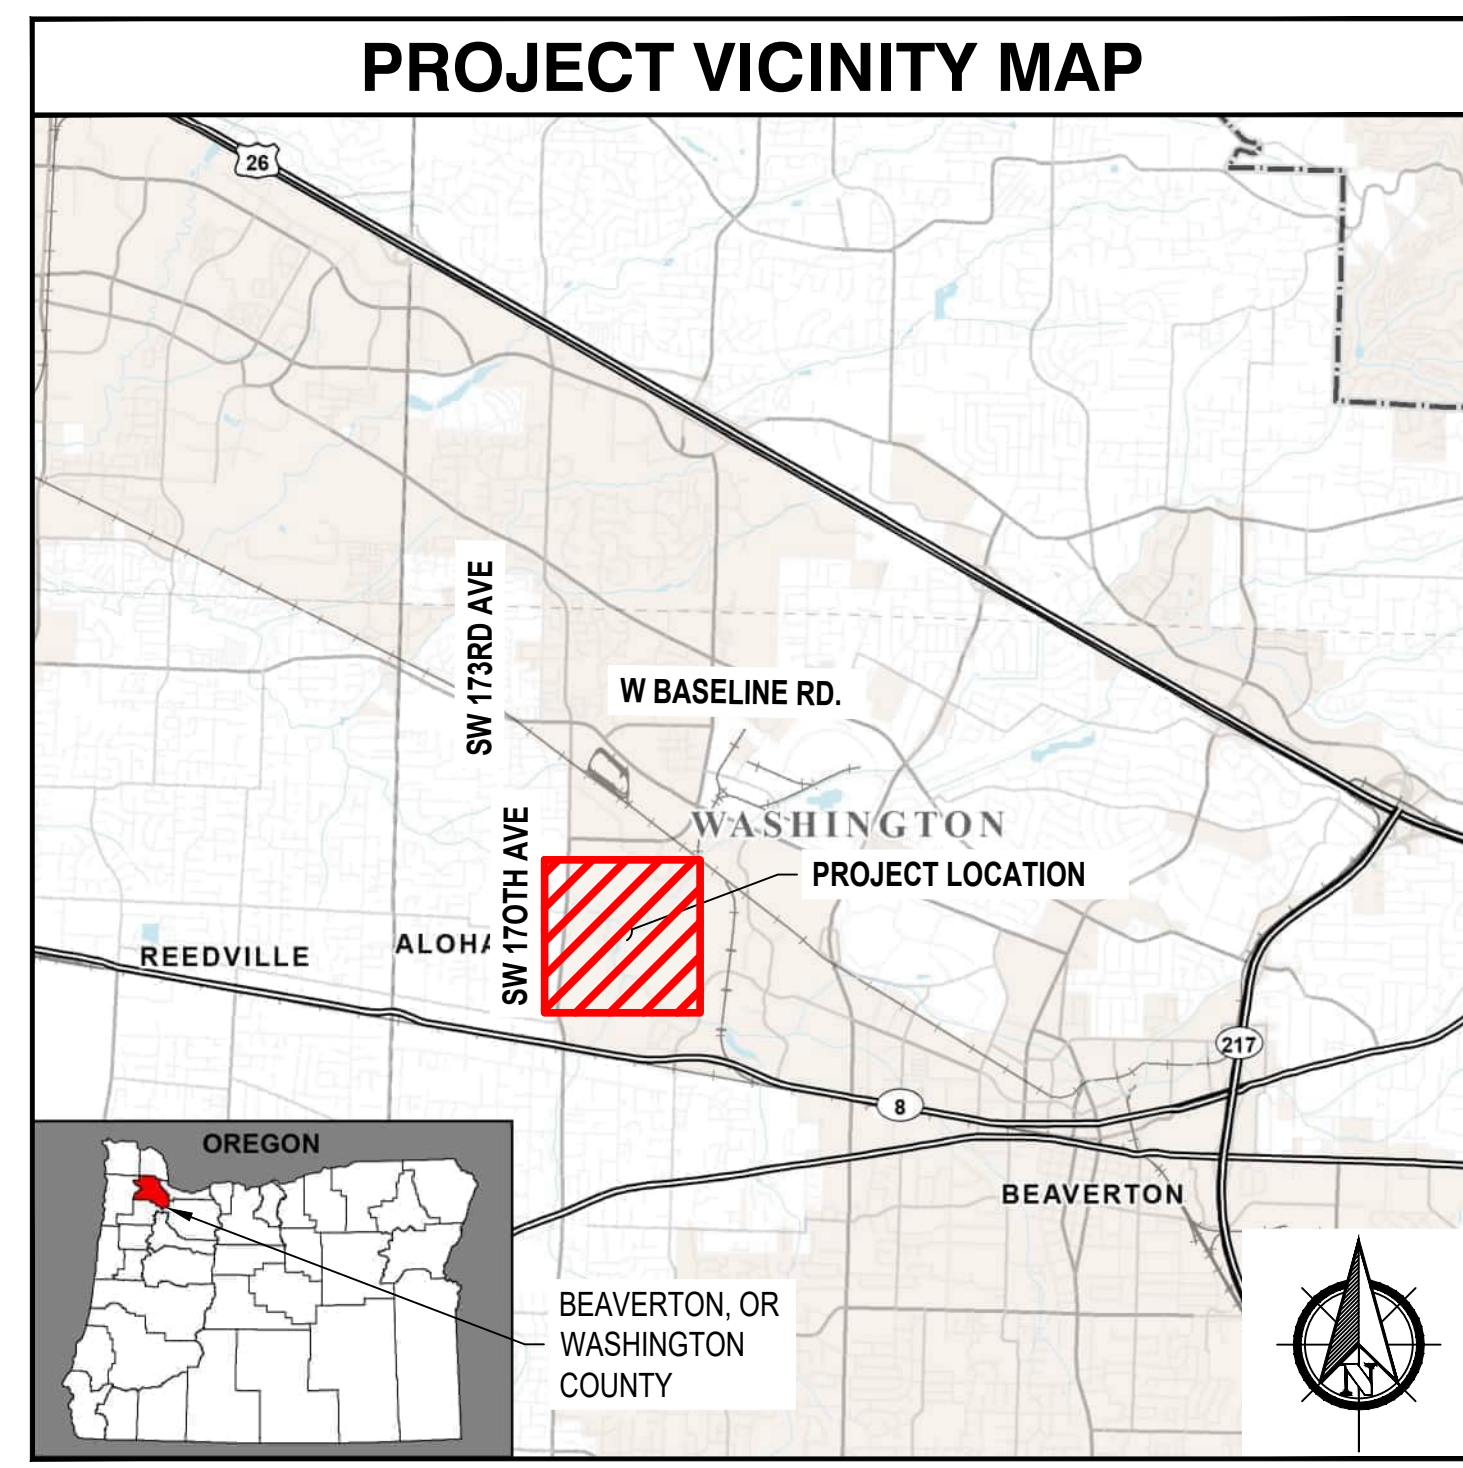 PROJECT VICINITY MAP
26
SW 173RD AVE
W BASELINE RD.
WASHINGTON
SW 170TH AVE
PROJECT LOCATION
REEDVILLE
ALOHA
217
8
OREGON
BEAVERTON
BEAVERTON, OR
WASHINGTON
COUNTY
N